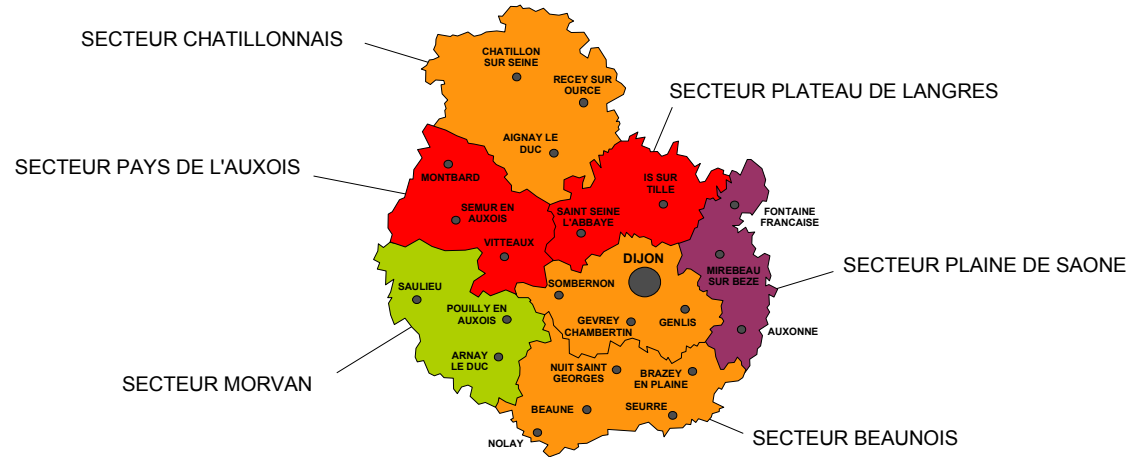 SECTEUR CHATILLONNAIS
CHATILLON
SUR SEINE
RECEY SUR
OURCE
SECTEUR PLATEAU DE LANGRES
AIGNAY LE
DUC
SECTEUR PAYS DE L'AUXOIS
MONTBARD
IS SUR
TILLE
SEMUR EN
AUXOIS
SAINT SEINE
L'ABBAYE
FONTAINE
FRANCAISE
VITTEAUX
DIJON
MIREBEAU
SUR BEZE
SECTEUR PLAINE DE SAONE
SAULIEU
SOMBERNON
POUILLY EN
AUXOIS
GEVREY
CHAMBERTIN
GENLIS
AUXONNE
ARNAY
LE DUC
NUIT SAINT
GEORGES
BRAZEY
EN PLAINE
SECTEUR MORVAN
BEAUNE
SEURRE
NOLAY
SECTEUR BEAUNOIS